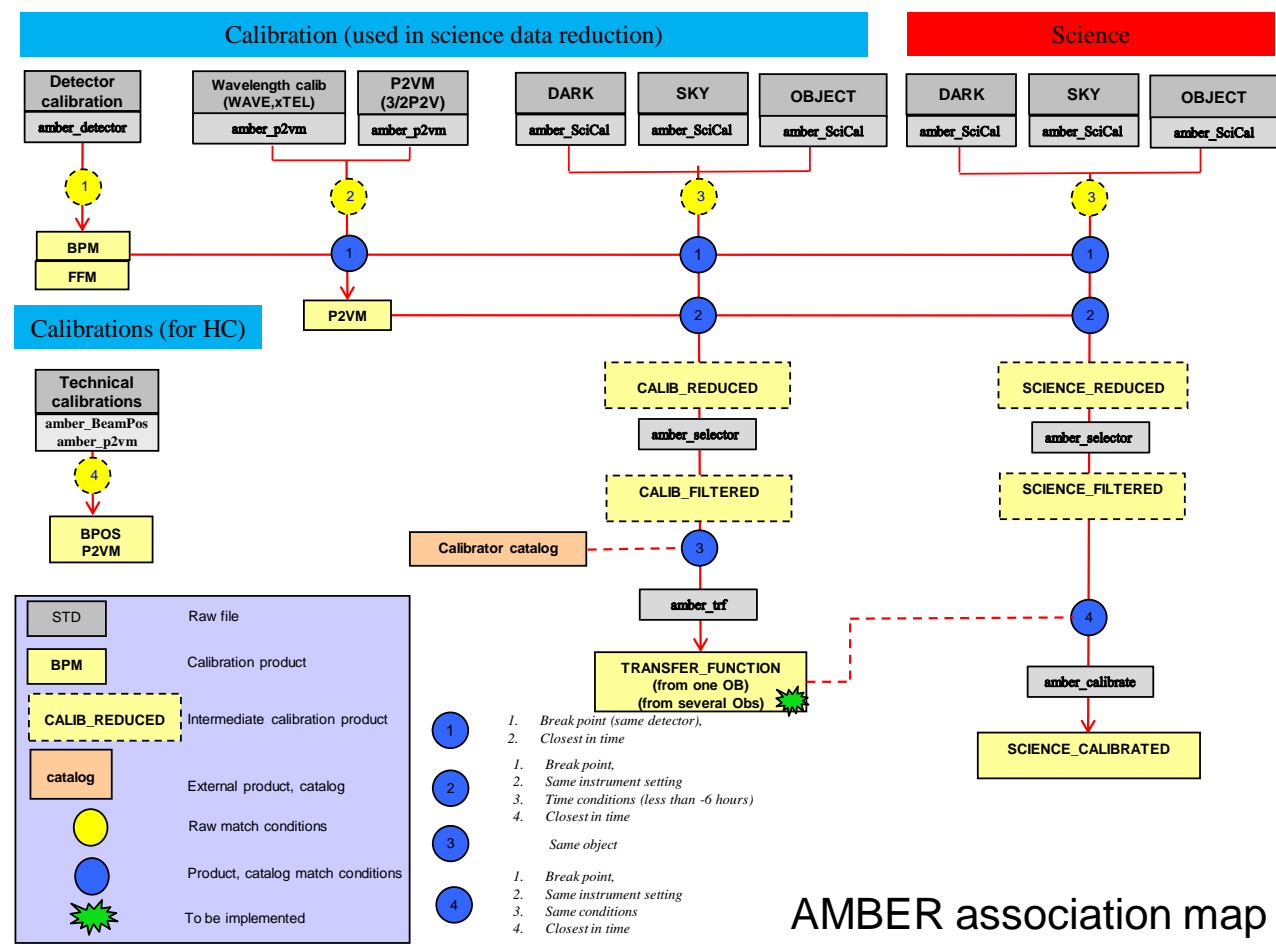 Calibration (used in science data reduction)
Science
Detector
calibration
amber_detector
Wavelength calib
(WAVE,xTEL)
amber_p2vm
P2VM
(3/2P2V)
amber_p2vm
DARK
amber_SciCal
SKY
amber_SciCal
OBJECT
amber_SciCal
DARK
amber_SciCal
SKY
amber_SciCal
OBJECT
amber_SciCal
1
2
3
3
BPM
FFM
1
1
1
P2VM
2
2
Calibrations (for HC)
Technical
calibrations
amber_BeamPos
amber_p2vm
4
BPOS
P2VM
CALIB_REDUCED
amber_selector
CALIB_FILTERED
Calibrator catalog
3
amber_trf
TRANSFER_FUNCTION
(from one OB)
(from several Obs)
SCIENCE_REDUCED
amber_selector
SCIENCE_FILTERED
4
amber_calibrate
SCIENCE_CALIBRATED
STD
Raw file
BPM
Calibration product
CALIB_REDUCED
Intermediate calibration product
catalog
External product, catalog
Raw match conditions
Product, catalog match conditions
To be implemented
1
1. Break point (same detector),
2. Closest in time
2
1. Break point,
2. Same instrument setting
3. Time conditions (less than -6 hours)
4. Closest in time
3
Same object
4
1. Break point,
2. Same instrument setting
3. Same conditions
4. Closest in time
AMBER association map